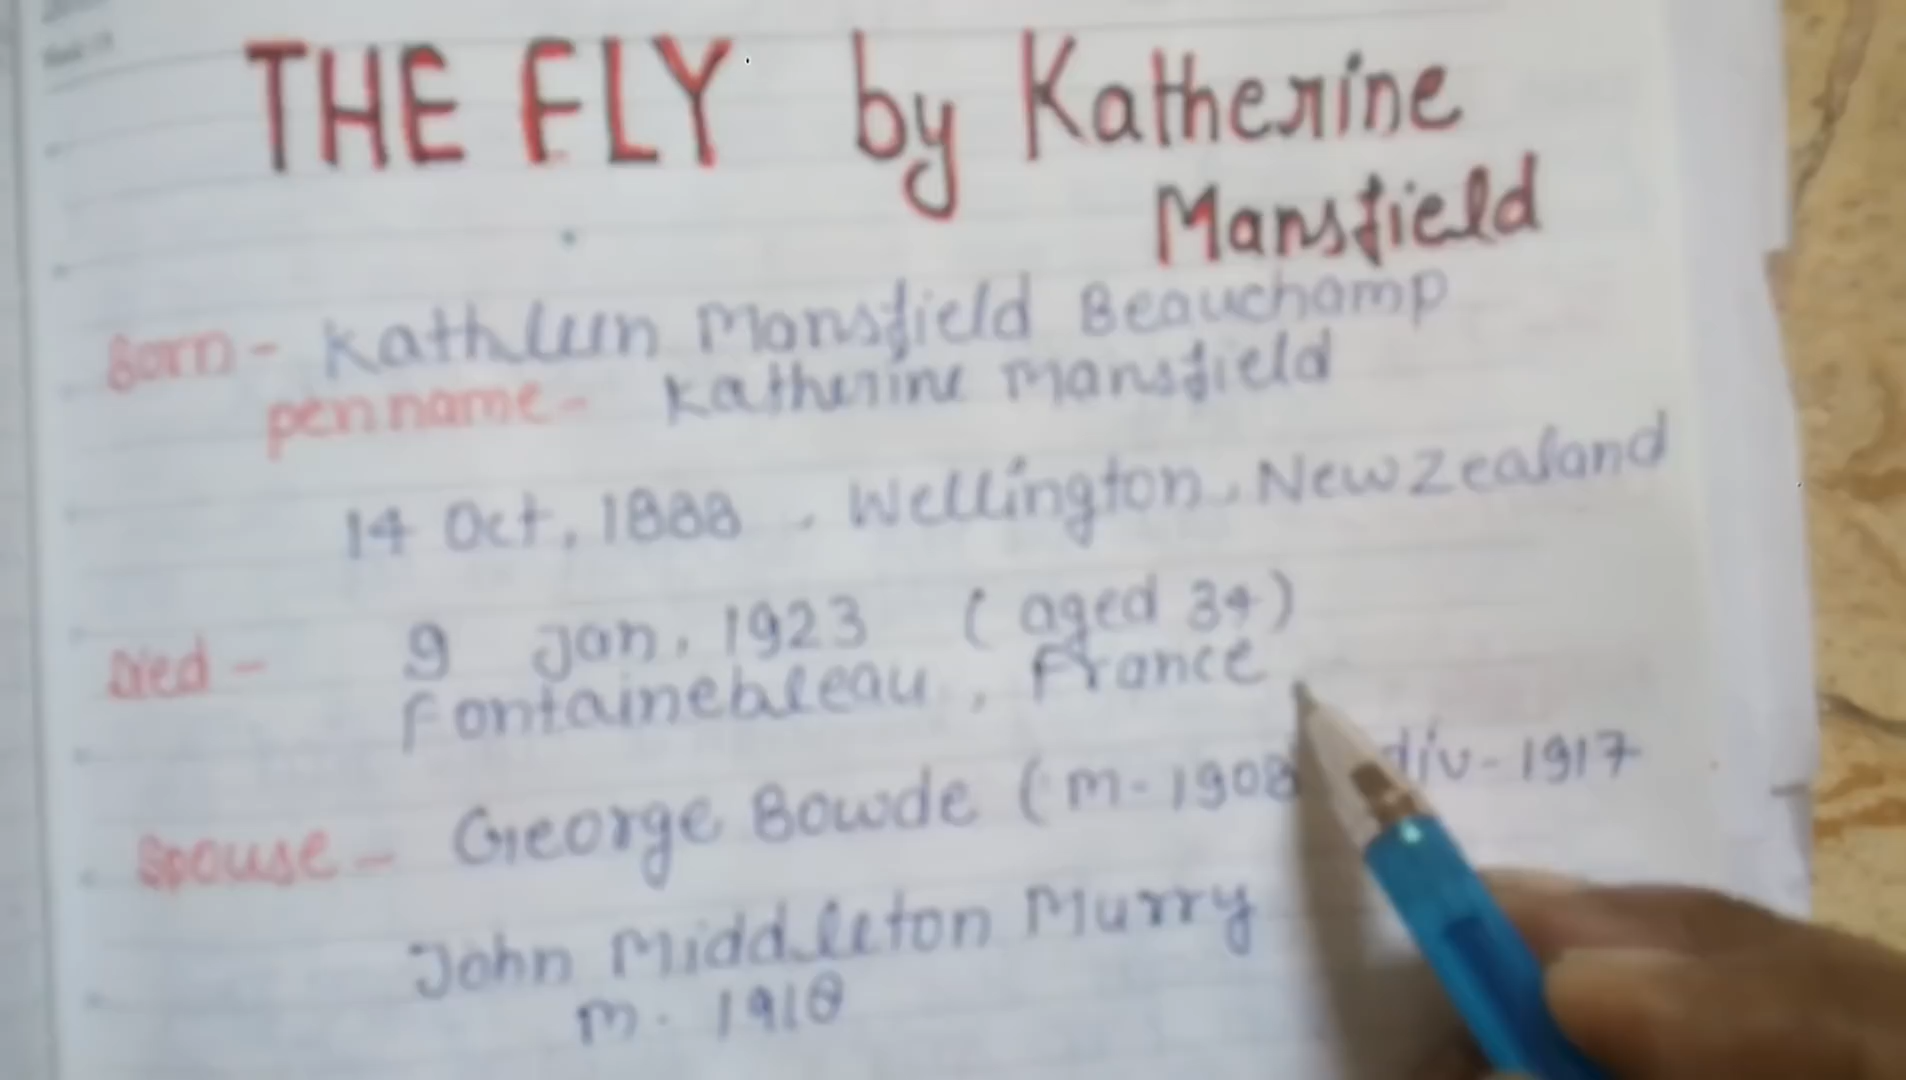 THE FLY by Katherine
Mansfield
Born - Kathleen Mansfield Beauchamp
pen name - Katherine Mansfield
14 Oct, 1888, Wellington, New Zealand
Died - 9 Jan, 1923 (aged 34)
Fontainebleau, France
Spouse - George Bowde (m - 1908 div - 1917
John Middleton Murry
m. 1918